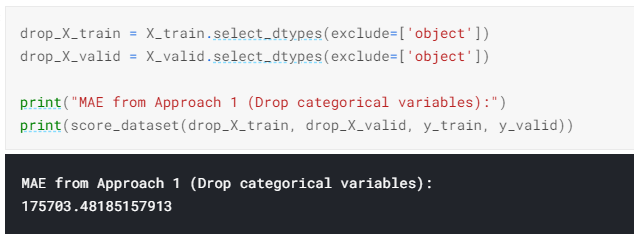 drop_X_train = X_train.select_dtypes(exclude=['object'])
drop_X_valid = X_valid.select_dtypes(exclude=['object'])
print("MAE from Approach 1 (Drop categorical variables):")
print(score_dataset(drop_X_train, drop_X_valid, y_train, y_valid))
MAE from Approach 1 (Drop categorical variables):
175703.48185157913